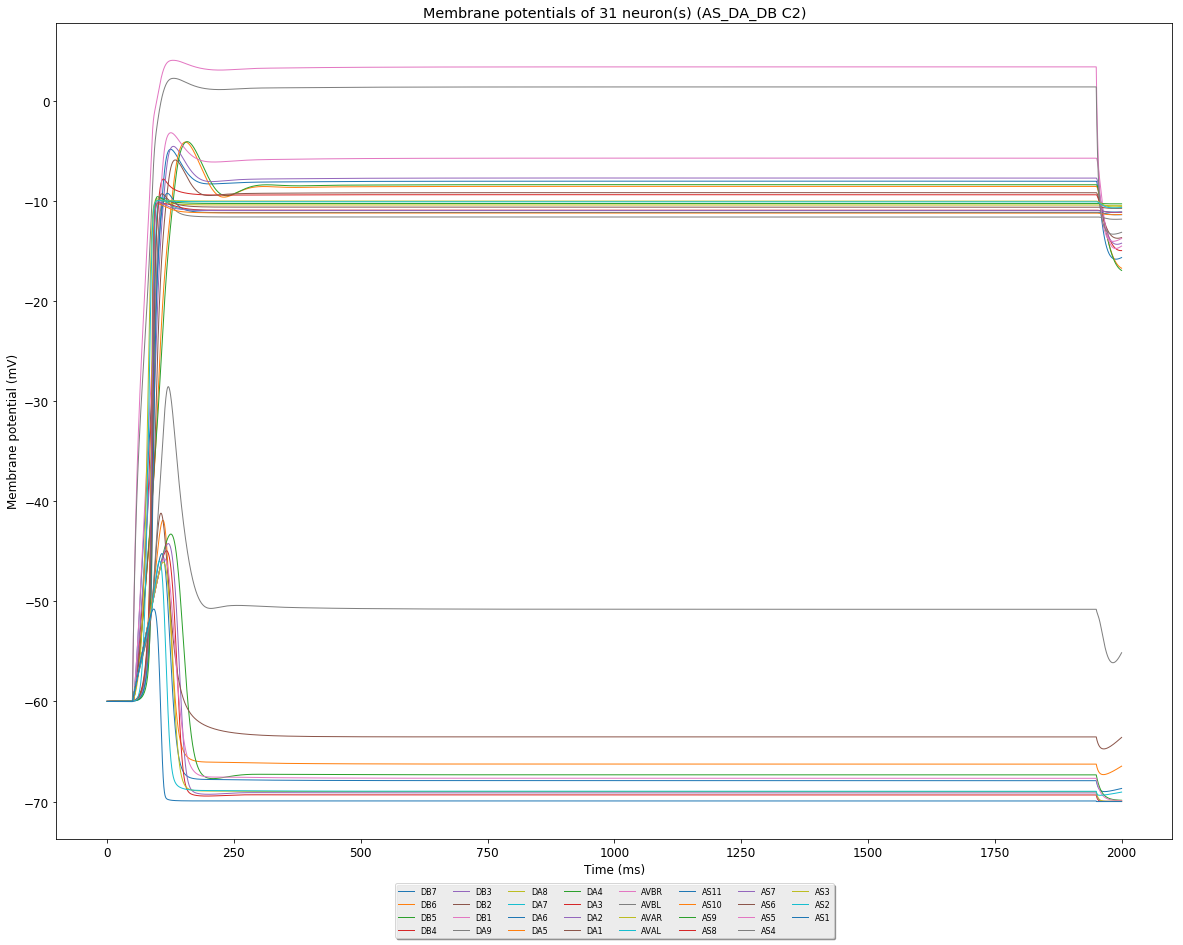 Membrane potentials of 31 neuron(s) (AS_DA_DB C2)
0
−10
−20
−30
−40
−50
−60
−70
Membrane potential (mV)
0 250 500 750 1000 1250 1500 1750 2000
Time (ms)
DB7 DB3 DA8 DA4 AVBR AS11 AS7 AS3
DB6 DB2 DA7 DA3 AVBL AS10 AS6 AS2
DB5 DB1 DA6 DA2 AVAR AS9 AS5 AS1
DB4 DA9 DA5 DA1 AVAL AS8 AS4